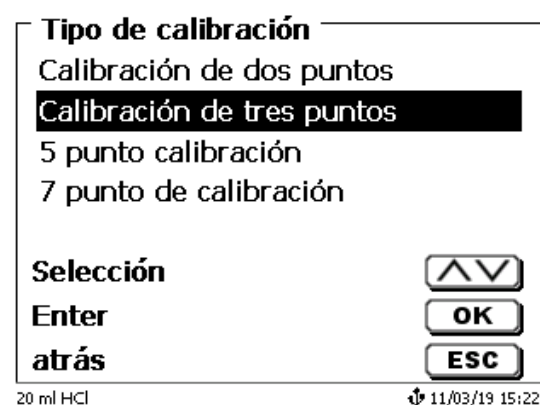 Tipo de calibración
Calibración de dos puntos
Calibración de tres puntos
5 punto calibración
7 punto de calibración
Selección
Enter OK
atrás ESC
20 ml HCl 11/03/19 15:22